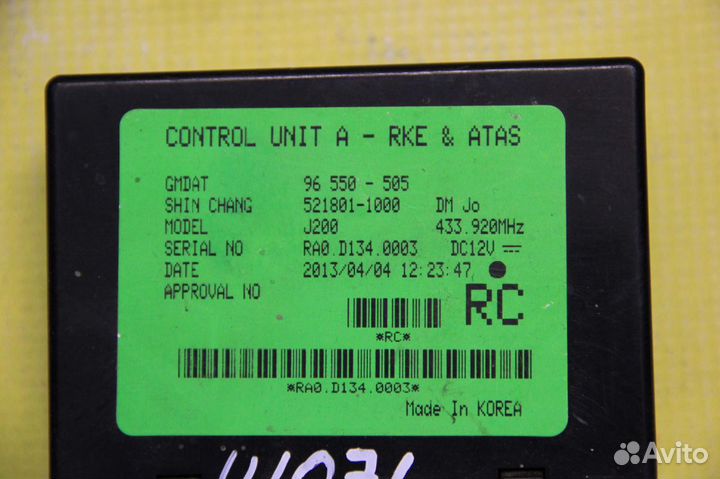 CONTROL UNIT A - RKE & ATAS
GMDAT 96 550 - 505
SHIN CHANG 521801-1000 DM Jo
MODEL J200 433.920MHz
SERIAL NO RA0.D134.0003 DC12V
DATE 2013/04/04 12:23:47
APPROVAL NO
RC
*RC*
*RA0.D134.0003*
Made In KOREA
Avito